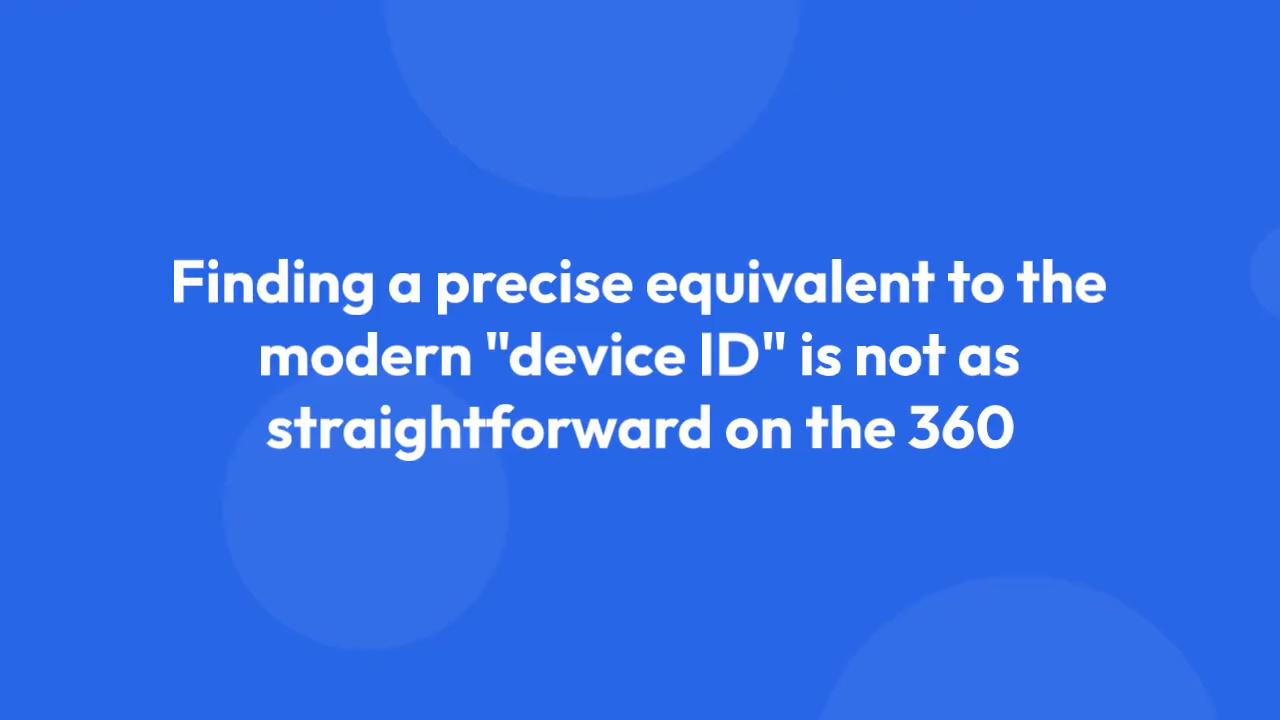 Finding a precise equivalent to the
modern "device ID" is not as
straightforward on the 360